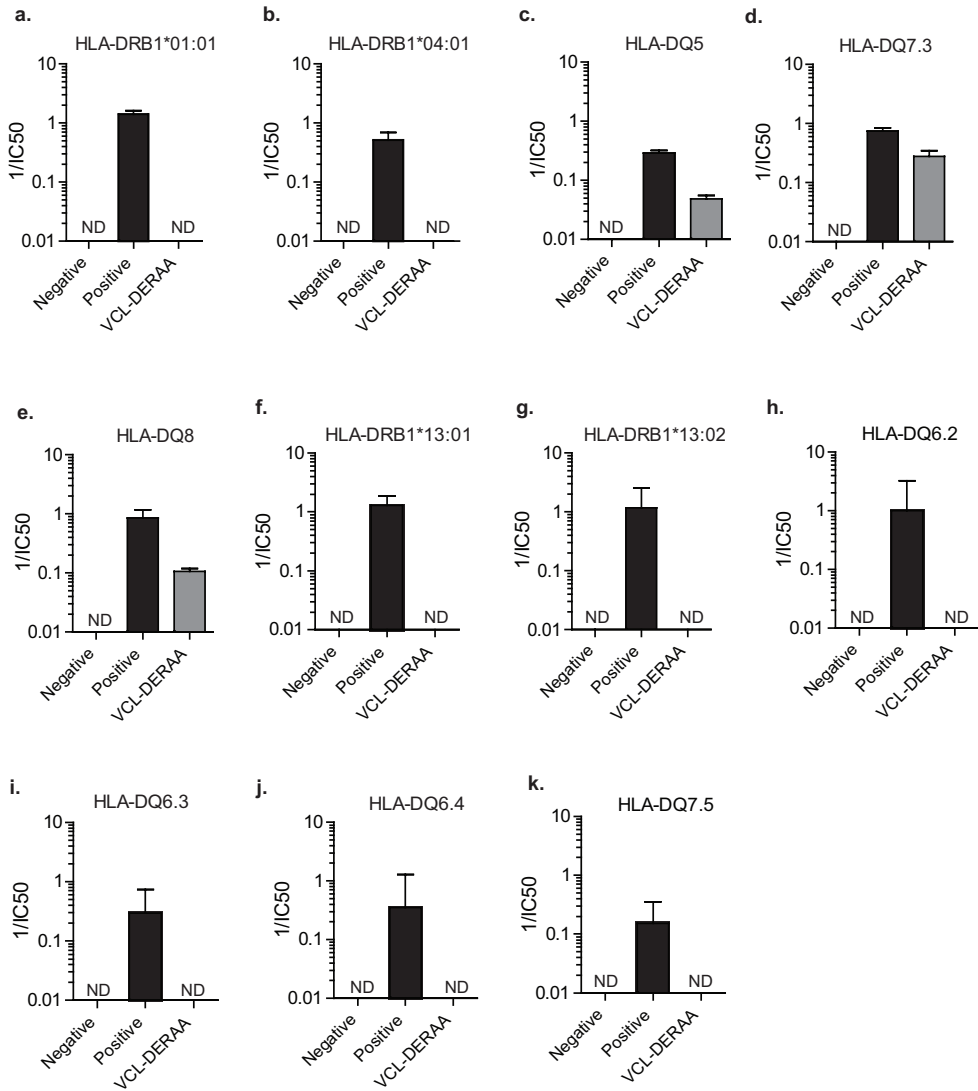 a.
HLA-DRB1*01:01
10
1
0.1
0.01
1/IC50
ND
ND
Negative
Positive
VCL-DERAA
b.
HLA-DRB1*04:01
10
1
0.1
0.01
1/IC50
ND
ND
Negative
Positive
VCL-DERAA
c.
HLA-DQ5
10
1
0.1
0.01
1/IC50
ND
Negative
Positive
VCL-DERAA
d.
HLA-DQ7.3
10
1
0.1
0.01
1/IC50
ND
Negative
Positive
VCL-DERAA
e.
HLA-DQ8
10
1
0.1
0.01
1/IC50
ND
Negative
Positive
VCL-DERAA
f.
HLA-DRB1*13:01
10
1
0.1
0.01
1/IC50
ND
ND
Negative
Positive
VCL-DERAA
g.
HLA-DRB1*13:02
10
1
0.1
0.01
1/IC50
ND
ND
Negative
Positive
VCL-DERAA
h.
HLA-DQ6.2
10
1
0.1
0.01
1/IC50
ND
ND
Negative
Positive
VCL-DERAA
i.
HLA-DQ6.3
10
1
0.1
0.01
1/IC50
ND
ND
Negative
Positive
VCL-DERAA
j.
HLA-DQ6.4
10
1
0.1
0.01
1/IC50
ND
ND
Negative
Positive
VCL-DERAA
k.
HLA-DQ7.5
10
1
0.1
0.01
1/IC50
ND
ND
Negative
Positive
VCL-DERAA